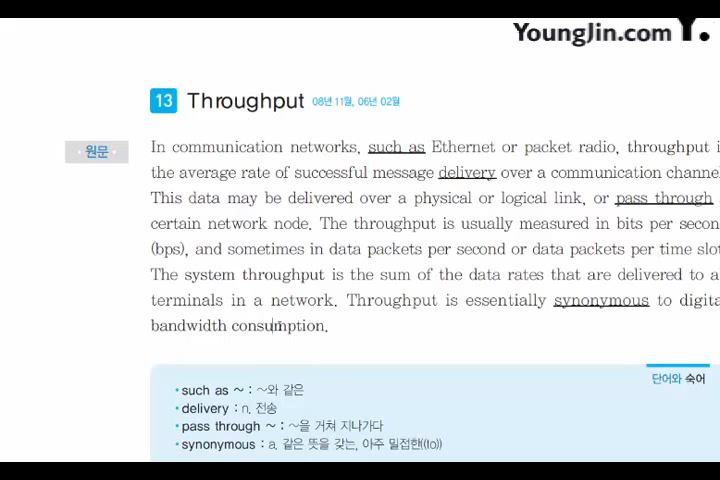 YoungJin.com Y.
13 Throughput 08년 11월, 06년 02월
· 원문 ·
In communication networks, such as Ethernet or packet radio, throughput i
the average rate of successful message delivery over a communication channel
This data may be delivered over a physical or logical link, or pass through
certain network node. The throughput is usually measured in bits per secon
(bps), and sometimes in data packets per second or data packets per time slot
The system throughput is the sum of the data rates that are delivered to a
terminals in a network. Throughput is essentially synonymous to digita
bandwidth consumption.
단어와 숙어
• such as ~ : ~와 같은
• delivery : n. 전송
• pass through ~ : ~을 거쳐 지나가다
• synonymous : a. 같은 뜻을 갖는, 아주 밀접한((to))